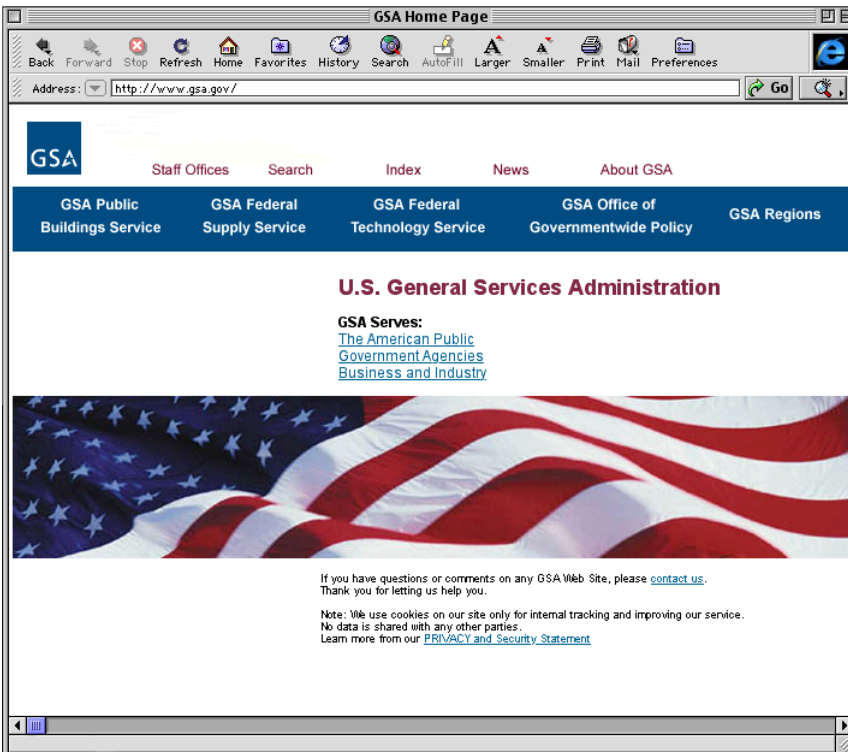 GSA Home Page
Back Forward Stop Refresh Home Favorites History Search AutoFill Larger Smaller Print Mail Preferences
Address: http://www.gsa.gov/ Go
GSA
Staff Offices Search Index News About GSA
GSA Public GSA Federal GSA Federal GSA Office of
Buildings Service Supply Service Technology Service Governmentwide Policy GSA Regions
U.S. General Services Administration
GSA Serves:
The American Public
Government Agencies
Business and Industry
If you have questions or comments on any GSA Web Site, please contact us.
Thank you for letting us help you.
Note: We use cookies on our site only for internal tracking and improving our service.
No data is shared with any other parties.
Learn more from our PRIVACY and Security Statement